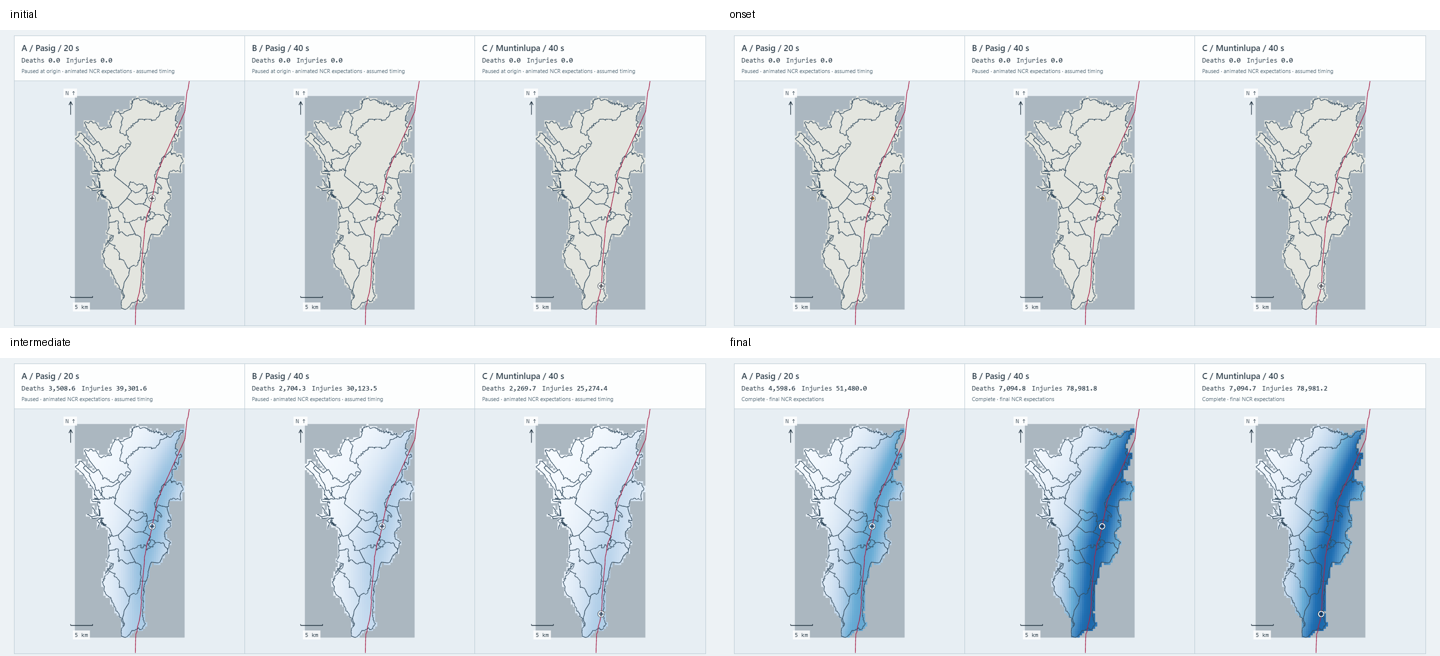 initial
A / Pasig / 20 s
Deaths 0.0 Injuries 0.0
Paused at origin - animated NCR expectations - assumed timing
N ↑
5 km
B / Pasig / 40 s
Deaths 0.0 Injuries 0.0
Paused at origin - animated NCR expectations - assumed timing
N ↑
5 km
C / Muntinlupa / 40 s
Deaths 0.0 Injuries 0.0
Paused at origin - animated NCR expectations - assumed timing
N ↑
5 km
onset
A / Pasig / 20 s
Deaths 0.0 Injuries 0.0
Paused - animated NCR expectations - assumed timing
N ↑
5 km
B / Pasig / 40 s
Deaths 0.0 Injuries 0.0
Paused - animated NCR expectations - assumed timing
N ↑
5 km
C / Muntinlupa / 40 s
Deaths 0.0 Injuries 0.0
Paused - animated NCR expectations - assumed timing
N ↑
5 km
intermediate
A / Pasig / 20 s
Deaths 3,508.6 Injuries 39,301.6
Paused - animated NCR expectations - assumed timing
N ↑
5 km
B / Pasig / 40 s
Deaths 2,704.3 Injuries 30,123.5
Paused - animated NCR expectations - assumed timing
N ↑
5 km
C / Muntinlupa / 40 s
Deaths 2,269.7 Injuries 25,274.4
Paused - animated NCR expectations - assumed timing
N ↑
5 km
final
A / Pasig / 20 s
Deaths 4,598.6 Injuries 51,480.0
Complete - final NCR expectations
N ↑
5 km
B / Pasig / 40 s
Deaths 7,094.8 Injuries 78,981.8
Complete - final NCR expectations
N ↑
5 km
C / Muntinlupa / 40 s
Deaths 7,094.7 Injuries 78,981.2
Complete - final NCR expectations
N ↑
5 km